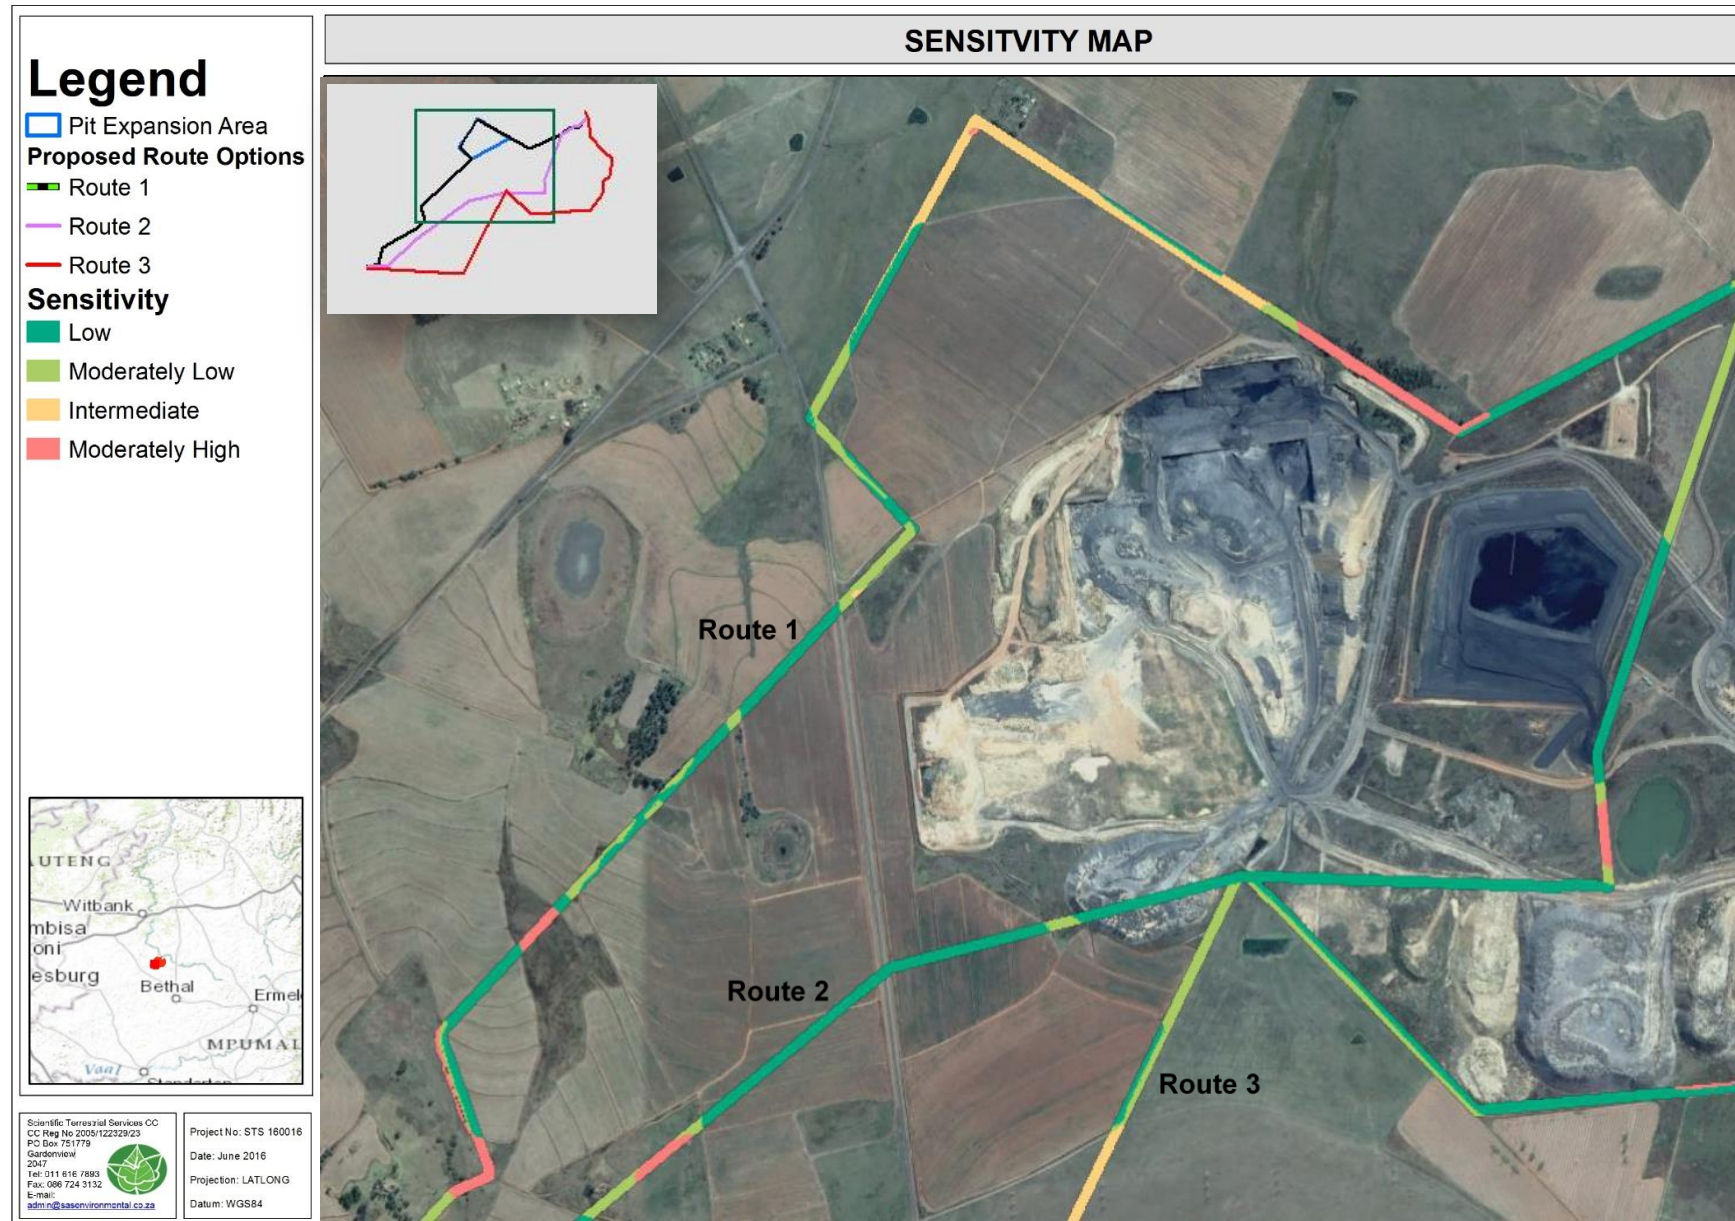 SENSITVITY MAP
Legend
Pit Expansion Area
Proposed Route Options
Route 1
Route 2
Route 3
Sensitivity
Low
Moderately Low
Intermediate
Moderately High
Route 1
Route 2
Route 3
AUTENG
Witbank
mbisa
oni
esburg
Bethal
Ermel
MPUMAL
Vaal
Standerton
Scientific Terrestrial Services CC
CC Reg No 2005/122329/23
PO Box 751779
Gardenview
2047
Tel: 011 616 7893
Fax: 086 724 3132
E-mail:
admin@sasenvironmental.co.za
Project No: STS 160016
Date: June 2016
Projection: LATLONG
Datum: WGS84